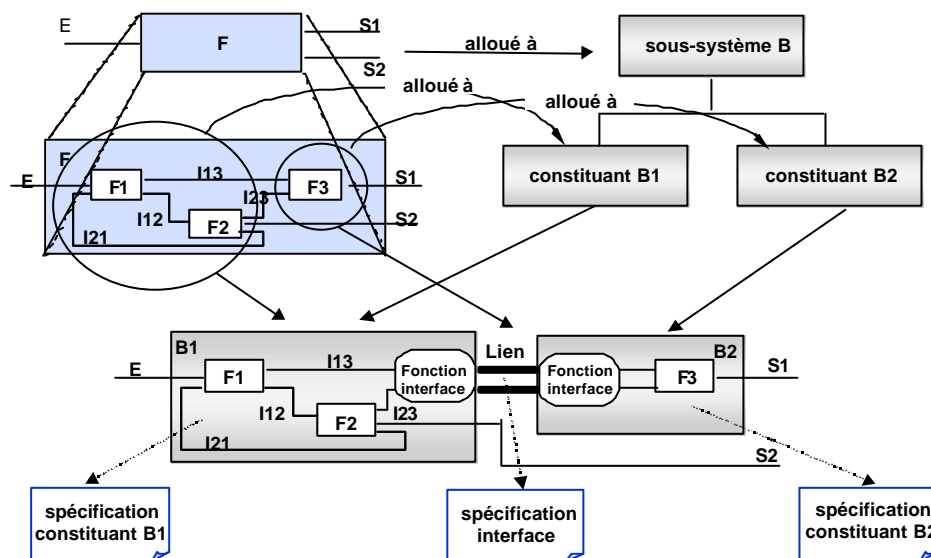 E
F
S1
S2
alloué à
sous-système B
alloué à
alloué à
F
E
F1
I13
F3
S1
I23
I12
F2
S2
I21
constituant B1
constituant B2
B1
E
F1
I13
Fonction
interface
Lien
Fonction
interface
B2
F3
S1
I12
F2
I23
I21
S2
spécification
constituant B1
spécification
interface
spécification
constituant B2